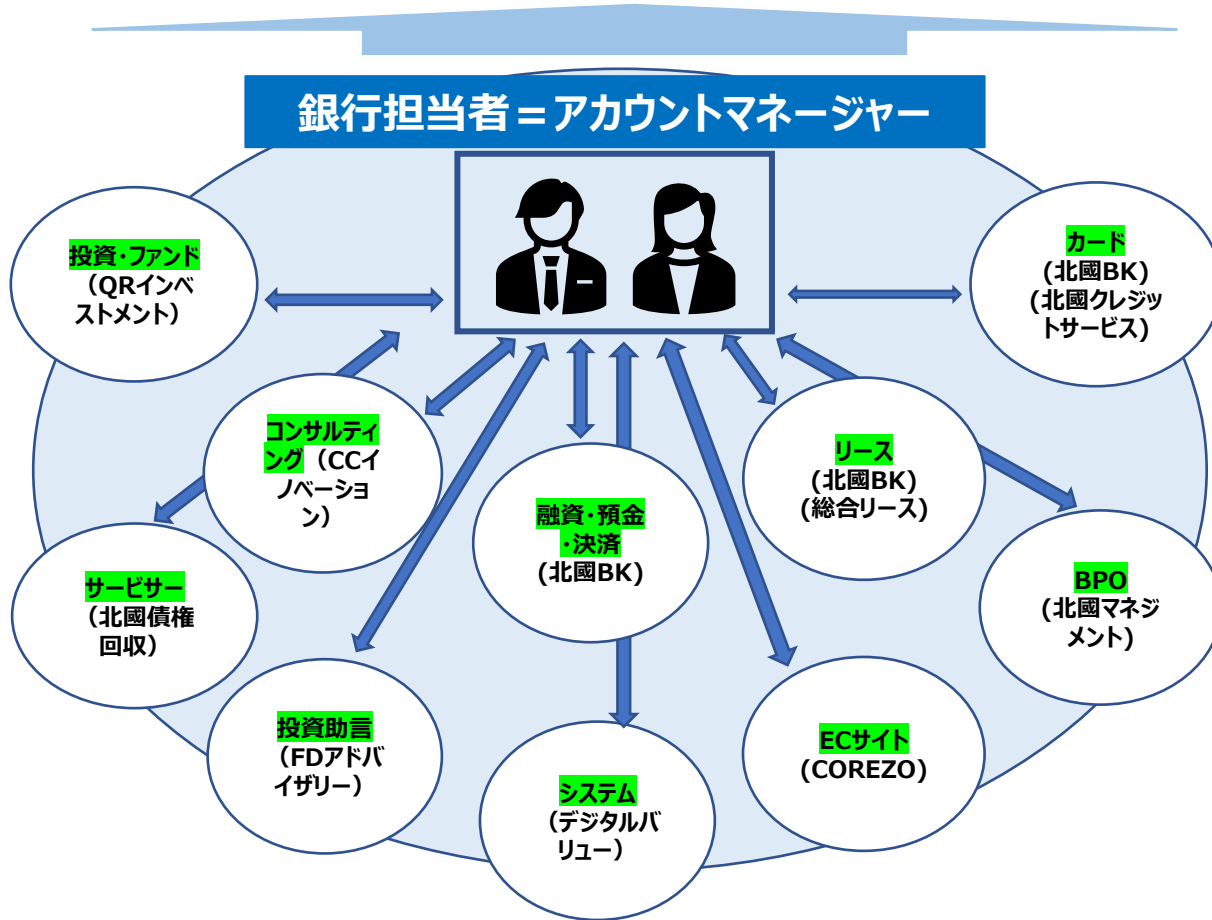 銀行担当者＝アカウントマネージャー
投資・ファンド
（QRインベ
ストメント）
カード
(北國BK)
(北國クレジッ
トサービス)
コンサルティ
ング（CCイ
ノベーショ
ン）
リース
(北國BK)
(総合リース)
融資・預金
・決済
(北國BK)
サービサー
（北國債権
回収）
BPO
(北國マネジ
メント)
投資助言
（FDアドバ
イザリー）
ECサイト
(COREZO)
システム
（デジタルバ
リュー）